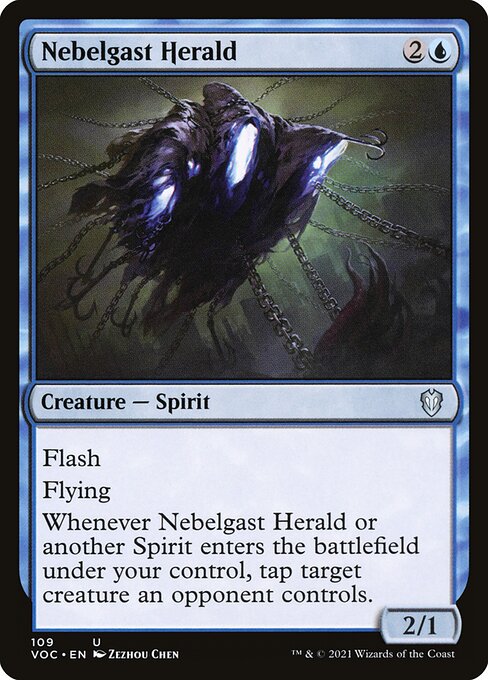 Nebelgast Herald 2
Creature — Spirit
Flash
Flying
Whenever Nebelgast Herald or
another Spirit enters the battlefield
under your control, tap target
creature an opponent controls.
2/1
109 U
VOC • EN Zezhou Chen ™ & © 2021 Wizards of the Coast